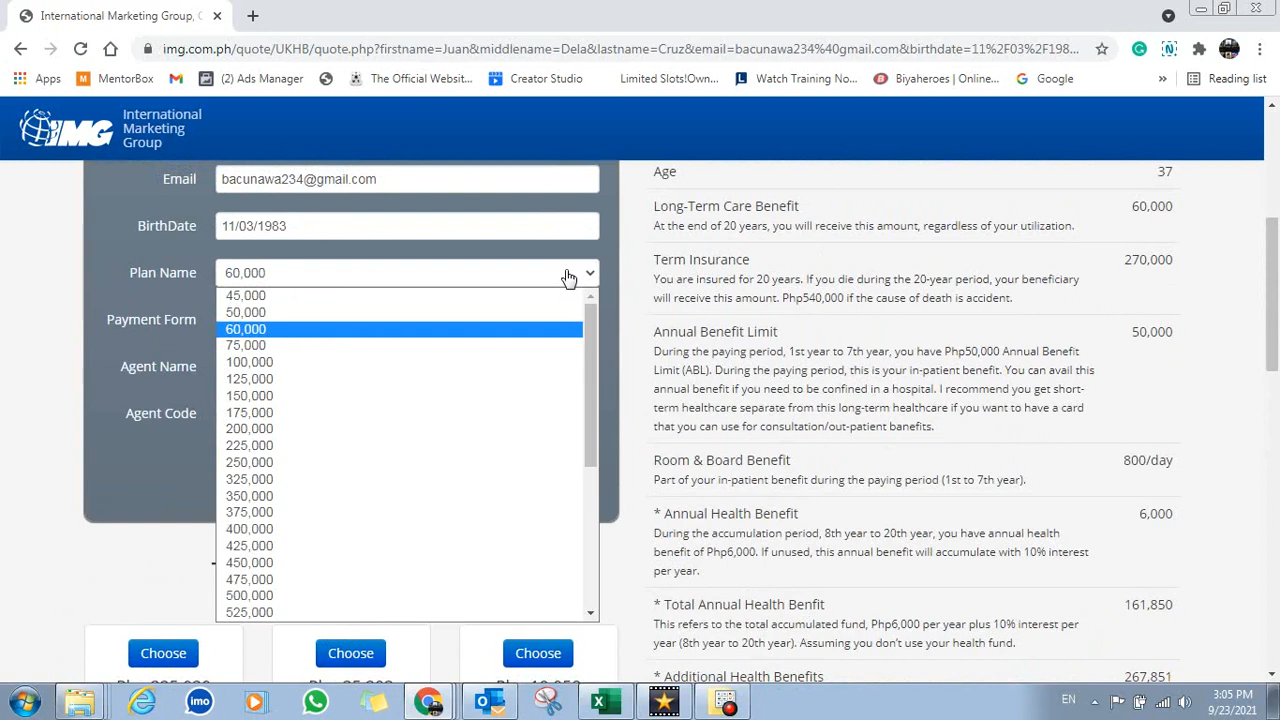 International Marketing Group, (
img.com.ph/quote/UKHB/quote.php?firstname=Juan&middlename=Dela&lastname=Cruz&email=bacunawa234%40gmail.com&birthdate=11%2F03%2F198...
Apps
MentorBox
(2) Ads Manager
The Official Website...
Creator Studio
Limited Slots!Own...
Watch Training No...
Biyaheroes | Online...
Google
»
Reading list
IMG
International
Marketing
Group
Email
bacunawa234@gmail.com
BirthDate
11/03/1983
Plan Name
60,000
45,000
50,000
60,000
75,000
100,000
125,000
150,000
175,000
200,000
225,000
250,000
325,000
350,000
375,000
400,000
425,000
450,000
475,000
500,000
525,000
Payment Form
Agent Name
Agent Code
Choose
Choose
Choose
Age
37
Long-Term Care Benefit
60,000
At the end of 20 years, you will receive this amount, regardless of your utilization.
Term Insurance
270,000
You are insured for 20 years. If you die during the 20-year period, your beneficiary
will receive this amount. Php540,000 if the cause of death is accident.
Annual Benefit Limit
50,000
During the paying period, 1st year to 7th year, you have Php50,000 Annual Benefit
Limit (ABL). During the paying period, this is your in-patient benefit. You can avail this
annual benefit if you need to be confined in a hospital. I recommend you get short-
term healthcare separate from this long-term healthcare if you want to have a card
that you can use for consultation/out-patient banefits.
Room & Board Benefit
800/day
Part of your in-patient benefit during the paying period (1st to 7th year).
* Annual Health Benefit
6,000
During the accumulation period, 8th year to 20th year, you have annual health
benefit of Php6,000. If unused, this annual benefit will accumulate with 10% interest
per year.
* Total Annual Health Benfit
161,850
This refers to the total accumulated fund, Php6,000 per year plus 10% interest per
year (8th year to 20th year). Assuming you don't use your health fund.
* Additional Health Benefits
267,851
imo
EN
3:05 PM
9/23/2021